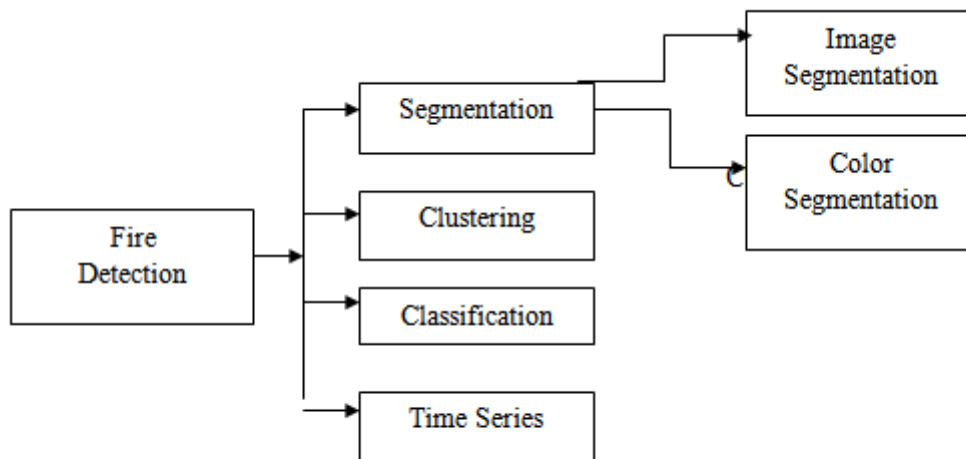 Image
Segmentation
Segmentation
Color
Segmentation
C
Clustering
Fire
Detection
Classification
Time Series